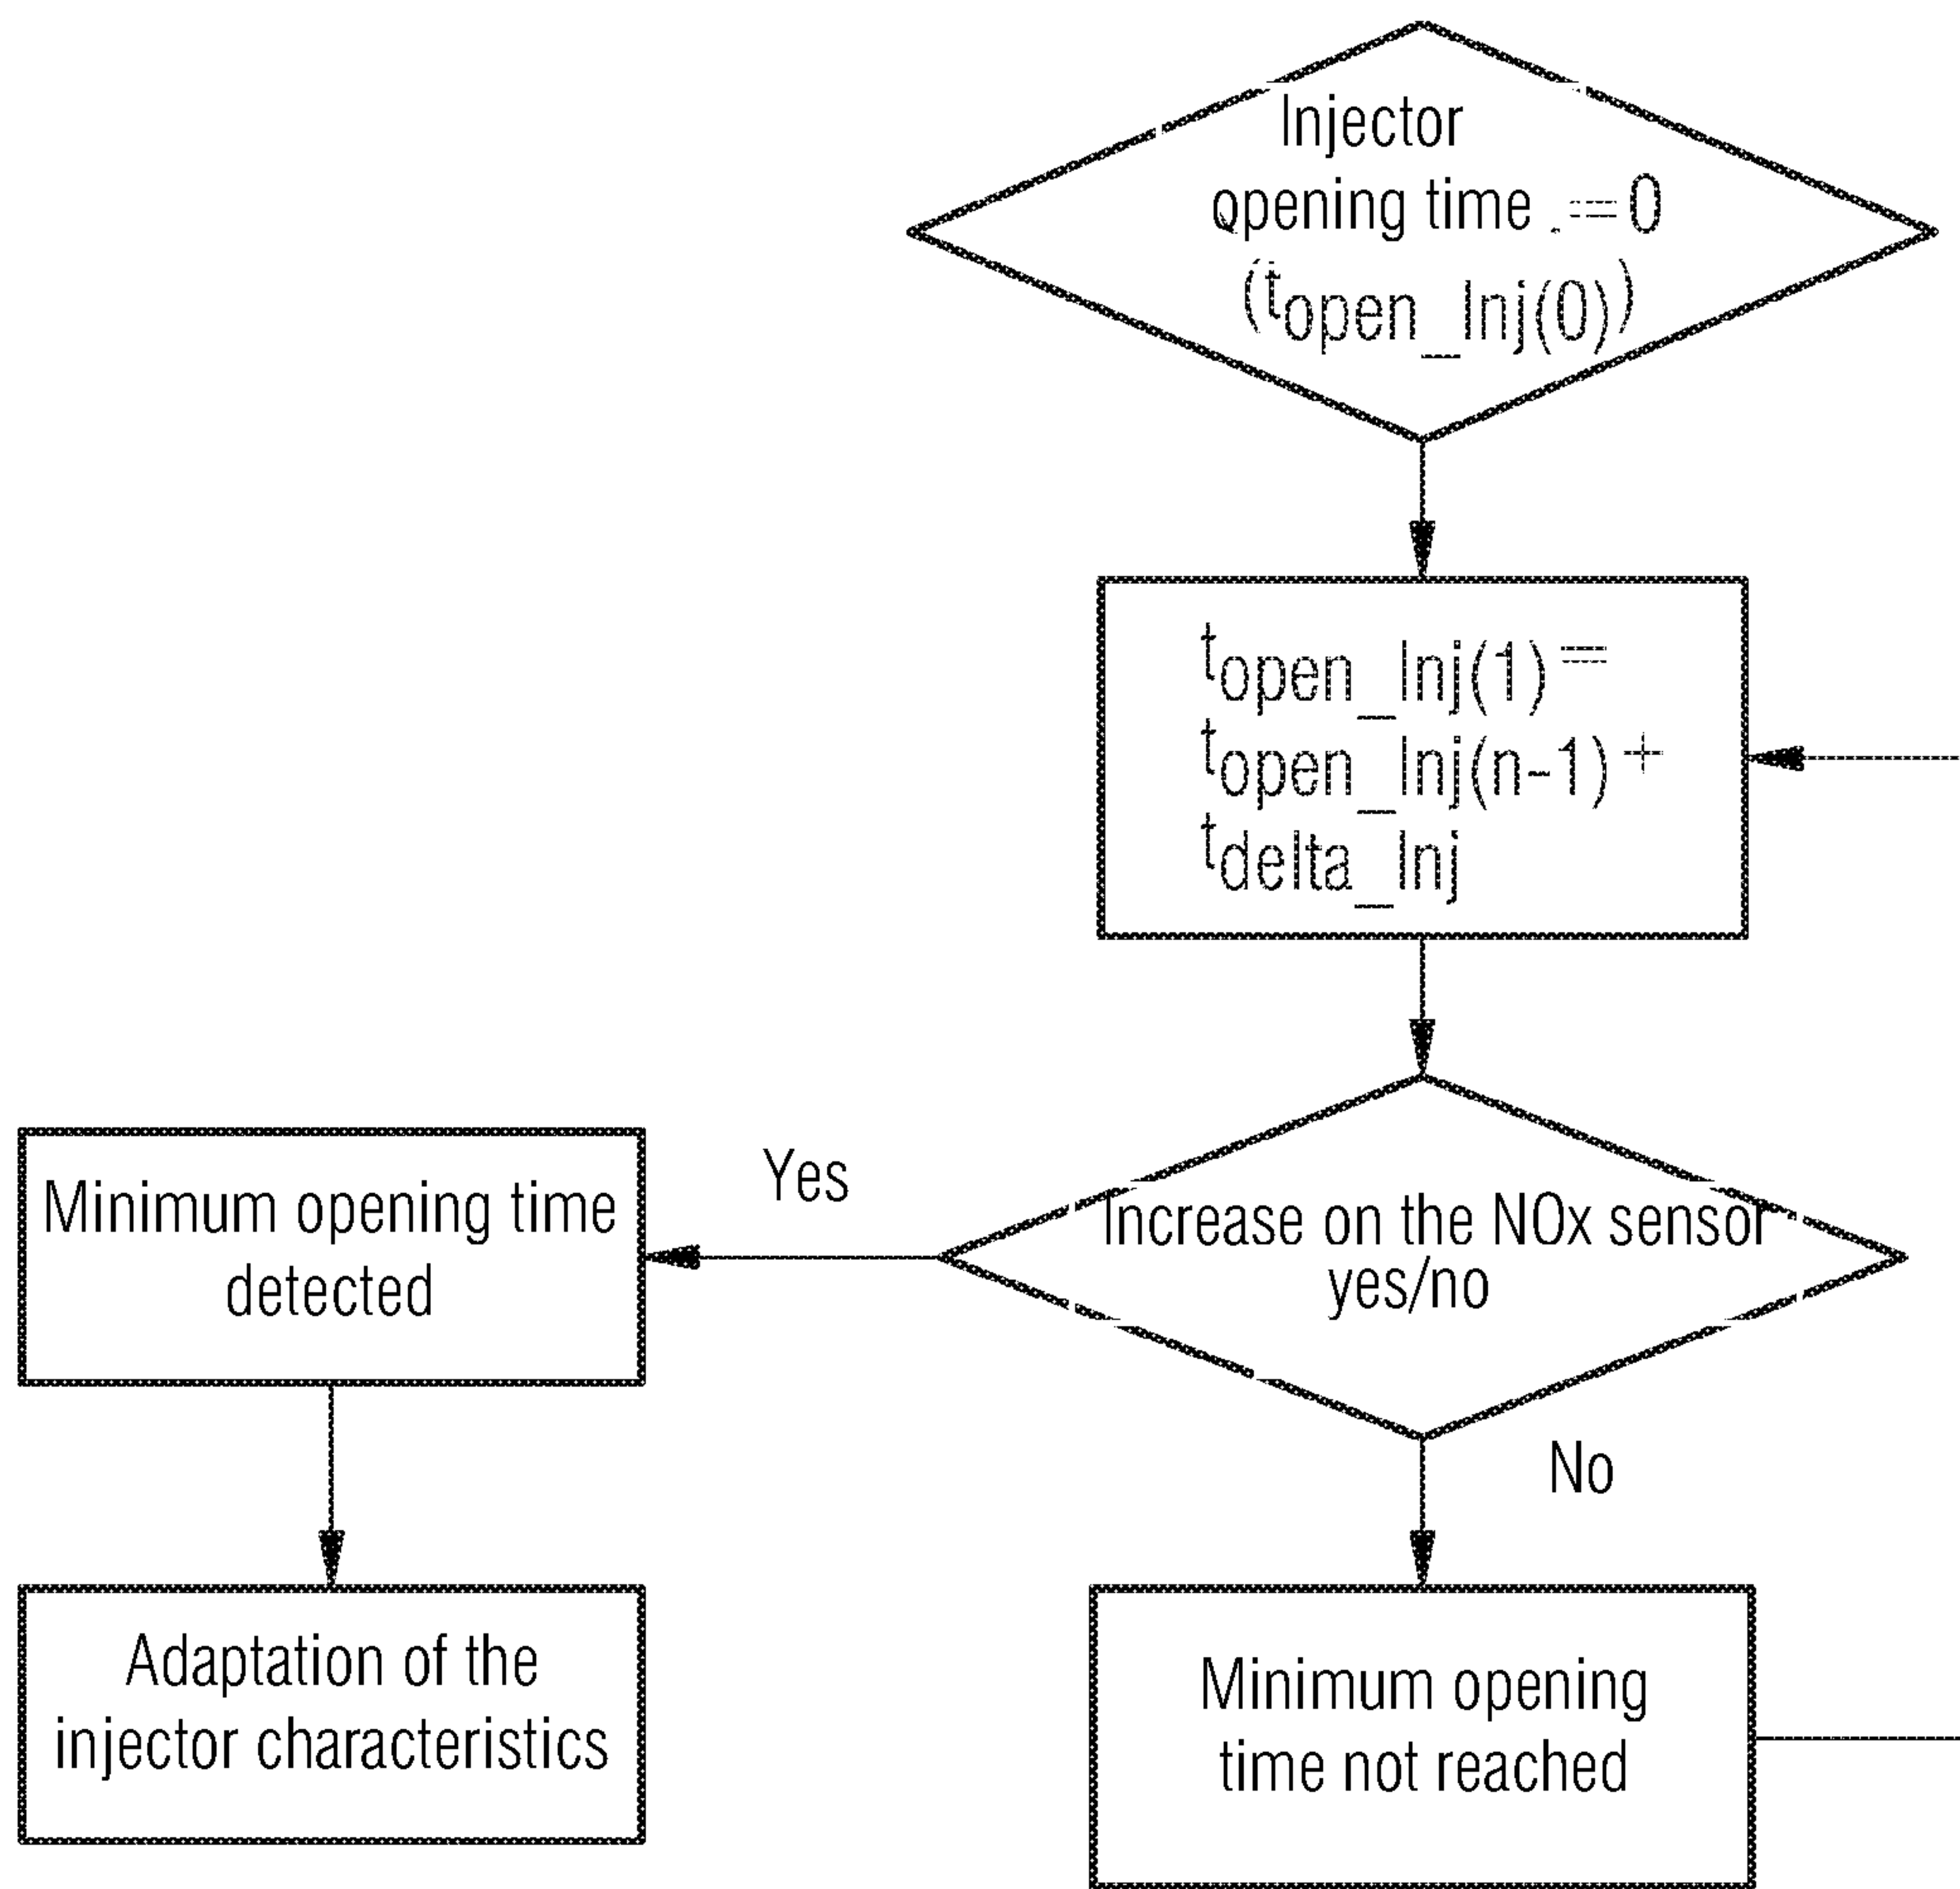 Injector
opening time :=0
(topen_Inj(0))
topen_Inj(1)=
topen_Inj(n-1)+
tdelta_Inj
Yes
Increase on the NOx sensor
yes/no
Minimum opening time
detected
No
Adaptation of the
injector characteristics
Minimum opening
time not reached